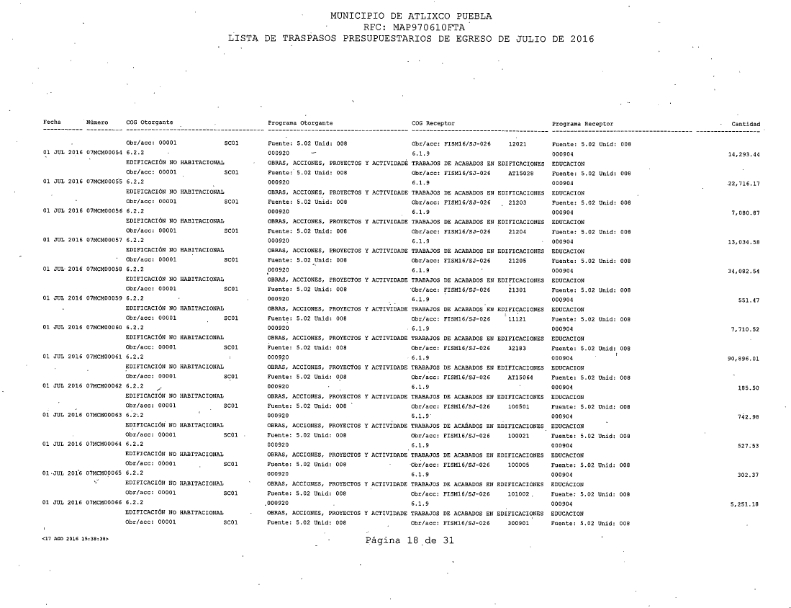 MUNICIPIO DE ATLIXCO PUEBLA
RFC: MAP970610FTA
LISTA DE TRASPASOS PRESUPUESTARIOS DE EGRESO DE JULIO DE 2016
Fecha Número COG Otorgante Programa Otorgante COG Receptor Programa Receptor Cantidad
Obr/acc: 00001 SC01 Fuente: 5.02 Unid: 008 Obr/acc: FISM16/SJ-026 12021 Fuente: 5.02 Unid: 008
01 JUL 2016 07MCM00054 6.2.2 000920 6.1.9 000904 14,293.44
EDIFICACIÓN NO HABITACIONAL OBRAS, ACCIONES, PROYECTOS Y ACTIVIDADE TRABAJOS DE ACABADOS EN EDIFICACIONES EDUCACION
Obr/acc: 00001 SC01 Fuente: 5.02 Unid: 008 Obr/acc: FISM16/SJ-026 AT15028 Fuente: 5.02 Unid: 008
01 JUL 2016 07MCM00055 6.2.2 000920 6.1.9 000904 22,716.17
EDIFICACIÓN NO HABITACIONAL OBRAS, ACCIONES, PROYECTOS Y ACTIVIDADE TRABAJOS DE ACABADOS EN EDIFICACIONES EDUCACION
Obr/acc: 00001 SC01 Fuente: 5.02 Unid: 008 Obr/acc: FISM16/SJ-026 21203 Fuente: 5.02 Unid: 008
01 JUL 2016 07MCM00056 6.2.2 000920 6.1.9 000904 7,080.87
EDIFICACIÓN NO HABITACIONAL OBRAS, ACCIONES, PROYECTOS Y ACTIVIDADE TRABAJOS DE ACABADOS EN EDIFICACIONES EDUCACION
Obr/acc: 00001 SC01 Fuente: 5.02 Unid: 008 Obr/acc: FISM16/SJ-026 21204 Fuente: 5.02 Unid: 008
01 JUL 2016 07MCM00057 6.2.2 000920 6.1.9 000904 13,034.58
EDIFICACIÓN NO HABITACIONAL OBRAS, ACCIONES, PROYECTOS Y ACTIVIDADE TRABAJOS DE ACABADOS EN EDIFICACIONES EDUCACION
Obr/acc: 00001 SC01 Fuente: 5.02 Unid: 008 Obr/acc: FISM16/SJ-026 21205 Fuente: 5.02 Unid: 008
01 JUL 2016 07MCM00058 6.2.2 000920 6.1.9 000904 34,082.54
EDIFICACIÓN NO HABITACIONAL OBRAS, ACCIONES, PROYECTOS Y ACTIVIDADE TRABAJOS DE ACABADOS EN EDIFICACIONES EDUCACION
Obr/acc: 00001 SC01 Fuente: 5.02 Unid: 008 Obr/acc: FISM16/SJ-026 21301 Fuente: 5.02 Unid: 008
01 JUL 2016 07MCM00059 6.2.2 000920 6.1.9 000904 551.47
EDIFICACIÓN NO HABITACIONAL OBRAS, ACCIONES, PROYECTOS Y ACTIVIDADE TRABAJOS DE ACABADOS EN EDIFICACIONES EDUCACION
Obr/acc: 00001 SC01 Fuente: 5.02 Unid: 008 Obr/acc: FISM16/SJ-026 11121 Fuente: 5.02 Unid: 008
01 JUL 2016 07MCM00060 6.2.2 000920 6.1.9 000904 7,710.52
EDIFICACIÓN NO HABITACIONAL OBRAS, ACCIONES, PROYECTOS Y ACTIVIDADE TRABAJOS DE ACABADOS EN EDIFICACIONES EDUCACION
Obr/acc: 00001 SC01 Fuente: 5.02 Unid: 008 Obr/acc: FISM16/SJ-026 32183 Fuente: 5.02 Unid: 008
01 JUL 2016 07MCM00061 6.2.2 000920 6.1.9 000904 90,896.01
EDIFICACIÓN NO HABITACIONAL OBRAS, ACCIONES, PROYECTOS Y ACTIVIDADE TRABAJOS DE ACABADOS EN EDIFICACIONES EDUCACION
Obr/acc: 00001 SC01 Fuente: 5.02 Unid: 008 Obr/acc: FISM16/SJ-026 AT15064 Fuente: 5.02 Unid: 008
01 JUL 2016 07MCM00062 6.2.2 000920 6.1.9 000904 185.50
EDIFICACIÓN NO HABITACIONAL OBRAS, ACCIONES, PROYECTOS Y ACTIVIDADE TRABAJOS DE ACABADOS EN EDIFICACIONES EDUCACION
Obr/acc: 00001 SC01 Fuente: 5.02 Unid: 008 Obr/acc: FISM16/SJ-026 100501 Fuente: 5.02 Unid: 008
01 JUL 2016 07MCM00063 6.2.2 000920 6.1.9 000904 742.98
EDIFICACIÓN NO HABITACIONAL OBRAS, ACCIONES, PROYECTOS Y ACTIVIDADE TRABAJOS DE ACABADOS EN EDIFICACIONES EDUCACION
Obr/acc: 00001 SC01 Fuente: 5.02 Unid: 008 Obr/acc: FISM16/SJ-026 100021 Fuente: 5.02 Unid: 008
01 JUL 2016 07MCM00064 6.2.2 000920 6.1.9 000904 527.53
EDIFICACIÓN NO HABITACIONAL OBRAS, ACCIONES, PROYECTOS Y ACTIVIDADE TRABAJOS DE ACABADOS EN EDIFICACIONES EDUCACION
Obr/acc: 00001 SC01 Fuente: 5.02 Unid: 008 Obr/acc: FISM16/SJ-026 100005 Fuente: 5.02 Unid: 008
01 JUL 2016 07MCM00065 6.2.2 000920 6.1.9 000904 302.37
EDIFICACIÓN NO HABITACIONAL OBRAS, ACCIONES, PROYECTOS Y ACTIVIDADE TRABAJOS DE ACABADOS EN EDIFICACIONES EDUCACION
Obr/acc: 00001 SC01 Fuente: 5.02 Unid: 008 Obr/acc: FISM16/SJ-026 101002 Fuente: 5.02 Unid: 008
01 JUL 2016 07MCM00066 6.2.2 000920 6.1.9 000904 5,251.18
EDIFICACIÓN NO HABITACIONAL OBRAS, ACCIONES, PROYECTOS Y ACTIVIDADE TRABAJOS DE ACABADOS EN EDIFICACIONES EDUCACION
Obr/acc: 00001 SC01 Fuente: 5.02 Unid: 008 Obr/acc: FISM16/SJ-026 300901 Fuente: 5.02 Unid: 008
<17 AGO 2016 19:38:30> Página 18 de 31